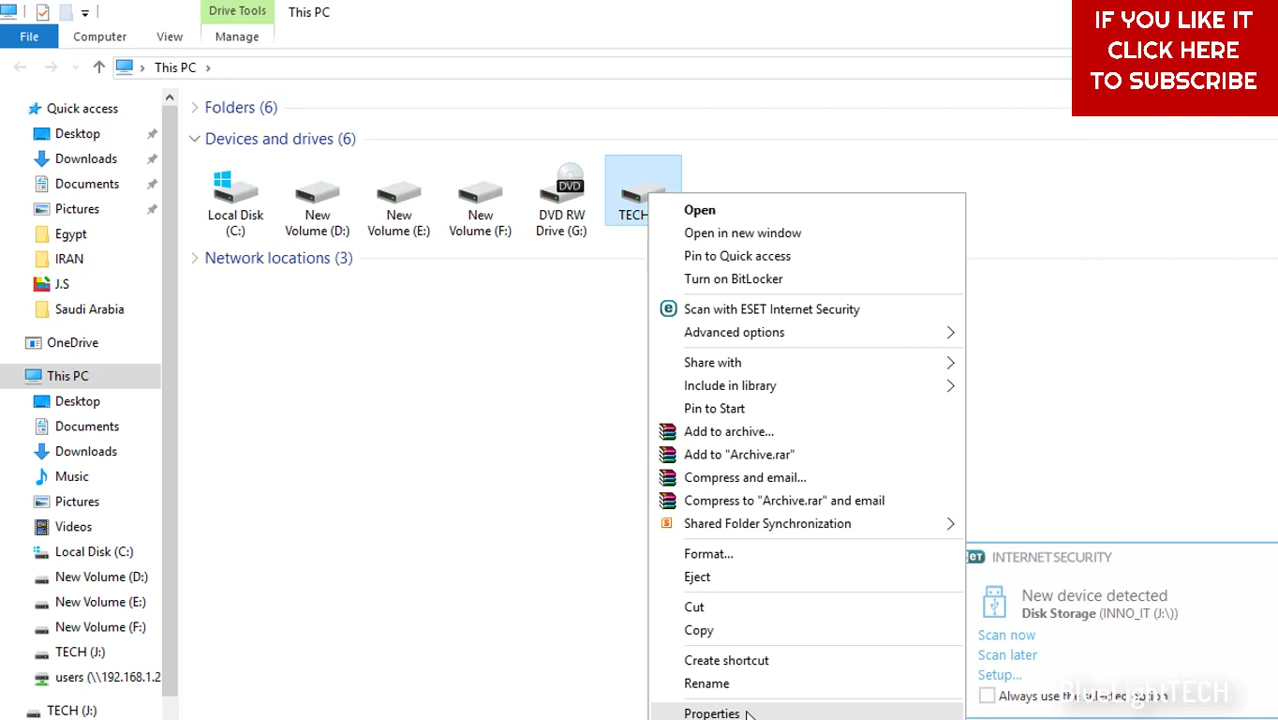 Drive Tools
This PC
File
Computer
View
Manage
This PC
IF YOU LIKE IT
CLICK HERE
TO SUBSCRIBE
Quick access
Desktop
Downloads
Documents
Pictures
Egypt
IRAN
J.S
Saudi Arabia
OneDrive
This PC
Desktop
Documents
Downloads
Music
Pictures
Videos
Local Disk (C:)
New Volume (D:)
New Volume (E:)
New Volume (F:)
TECH (J:)
users (\\192.168.1.2
TECH (J:)
Folders (6)
Devices and drives (6)
Local Disk
(C:)
New
Volume (D:)
New
Volume (E:)
New
Volume (F:)
DVD
DVD RW
Drive (G:)
TECH
Network locations (3)
Open
Open in new window
Pin to Quick access
Turn on BitLocker
Scan with ESET Internet Security
Advanced options
Share with
Include in library
Pin to Start
Add to archive...
Add to "Archive.rar"
Compress and email...
Compress to "Archive.rar" and email
Shared Folder Synchronization
Format...
Eject
Cut
Copy
Create shortcut
Rename
Properties
INTERNET SECURITY
New device detected
Disk Storage (INNO_IT (J:\))
Scan now
Scan later
Setup...
Always use the selected option
BlueLightTECH